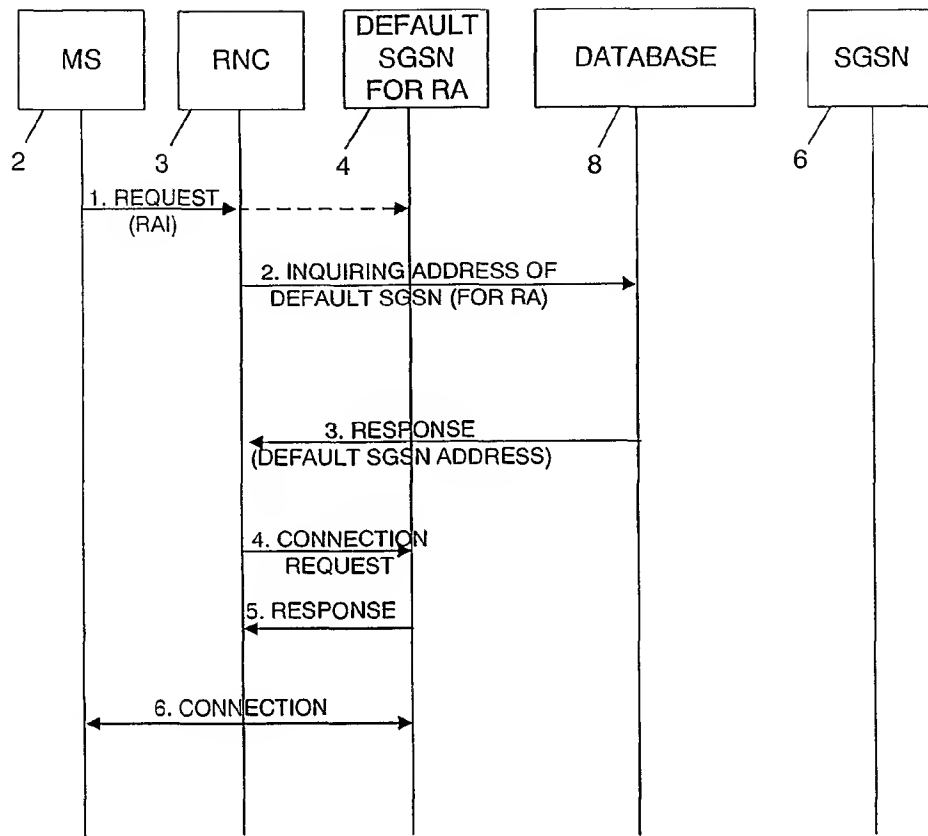 MS
RNC
DEFAULT
SGSN
FOR RA
DATABASE
SGSN
2
3
4
8
6
1. REQUEST
(RAI)
2. INQUIRING ADDRESS OF
DEFAULT SGSN (FOR RA)
3. RESPONSE
(DEFAULT SGSN ADDRESS)
4. CONNECTION
REQUEST
5. RESPONSE
6. CONNECTION